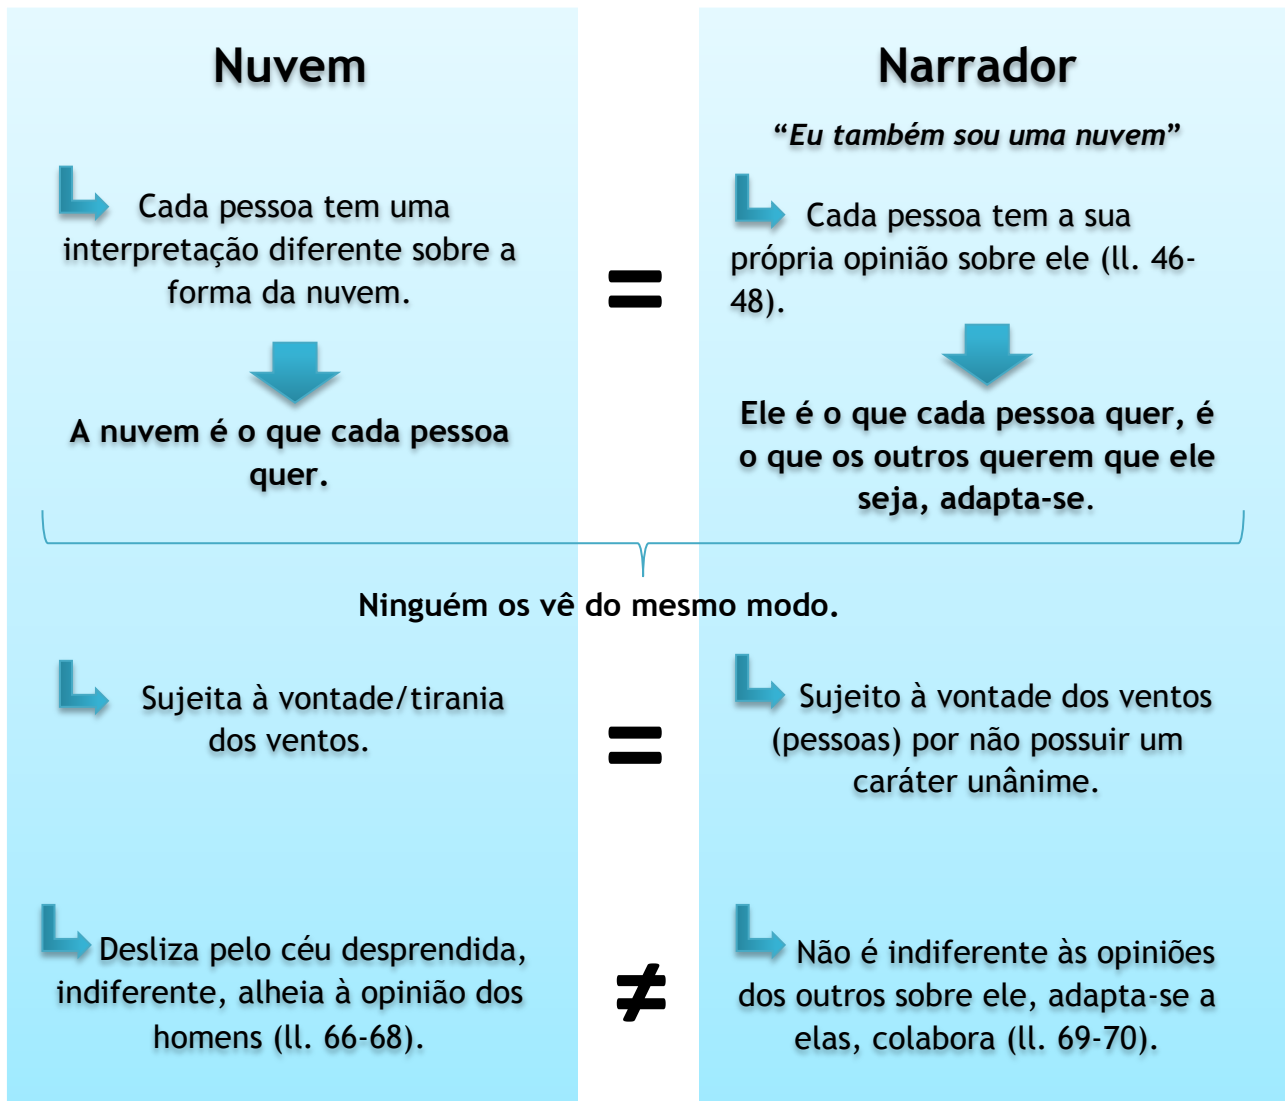 Nuvem
Cada pessoa tem uma
interpretação diferente sobre a
forma da nuvem.
A nuvem é o que cada pessoa
quer.
=
Narrador
“Eu também sou uma nuvem”
Cada pessoa tem a sua
própria opinião sobre ele (ll. 46-
48).
Ele é o que cada pessoa quer, é
o que os outros querem que ele
seja, adapta-se.
Ninguém os vê do mesmo modo.
Sujeita à vontade/tirania
dos ventos.
=
Sujeito à vontade dos ventos
(pessoas) por não possuir um
caráter unânime.
Desliza pelo céu desprendida,
indiferente, alheia à opinião dos
homens (ll. 66-68).
≠
Não é indiferente às opiniões
dos outros sobre ele, adapta-se a
elas, colabora (ll. 69-70).